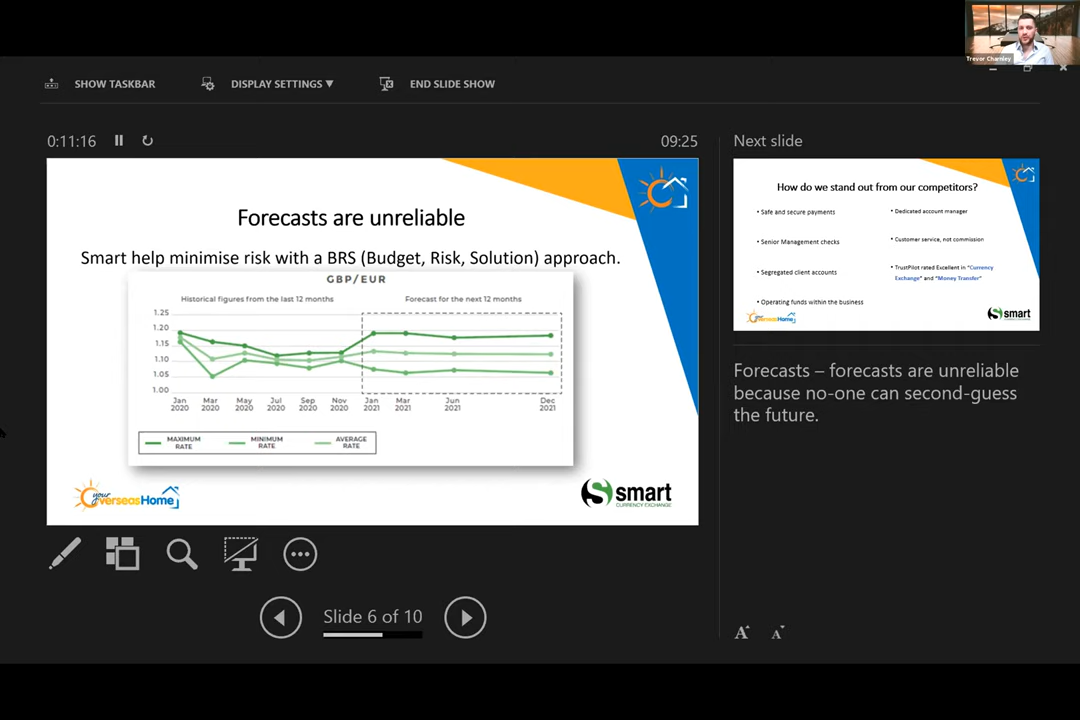 Trevor Charnley
SHOW TASKBAR
DISPLAY SETTINGS ▼
END SLIDE SHOW
0:11:16
09:25
Forecasts are unreliable
Smart help minimise risk with a BRS (Budget, Risk, Solution) approach.
GBP/EUR
Historical figures from the last 12 months
Forecast for the next 12 months
1.25
1.20
1.15
1.10
1.05
1.00
Jan 2020
Mar 2020
May 2020
Jul 2020
Sep 2020
Nov 2020
Jan 2021
Mar 2021
Jun 2021
Dec 2021
MAXIMUM RATE
MINIMUM RATE
AVERAGE RATE
your OverseasHome
smart
CURRENCY EXCHANGE
Slide 6 of 10
Next slide
How do we stand out from our competitors?
• Safe and secure payments
• Senior Management checks
• Segregated client accounts
• Operating funds within the business
• Dedicated account manager
• Customer service, not commission
• TrustPilot rated Excellent in "Currency
Exchange" and "Money Transfer"
your OverseasHome
smart
Forecasts – forecasts are unreliable
because no-one can second-guess
the future.
A
A